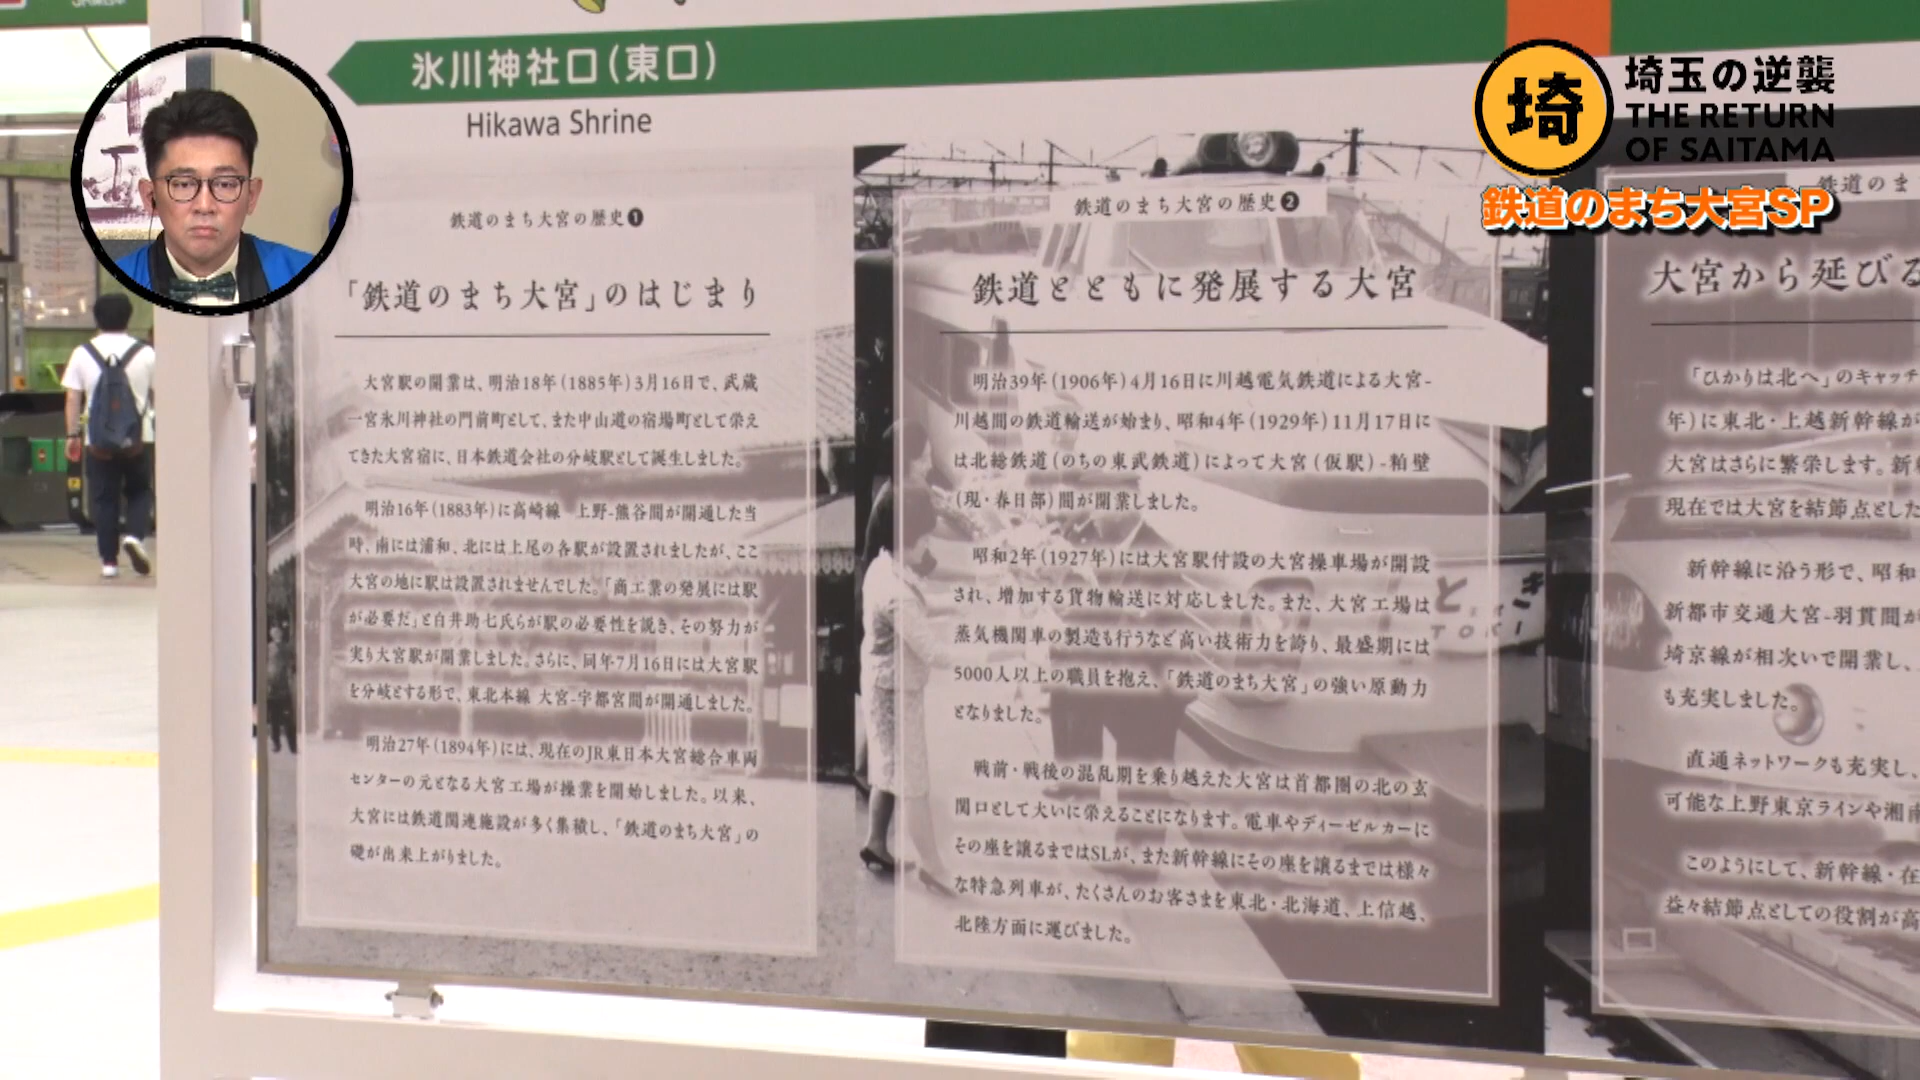 氷川神社口(東口)
Hikawa Shrine
埼
埼玉の逆襲
THE RETURN
OF SAITAMA
鉄道のまち大宮SP
鉄道のまち大宮の歴史❶
「鉄道のまち大宮」のはじまり
大宮駅の開業は、明治18年(1885年)3月16日で、武蔵
一宮氷川神社の門前町として、また中山道の宿場町として栄え
てきた大宮宿に、日本鉄道会社の分岐駅として誕生しました。
明治16年(1883年)に高崎線 上野-熊谷間が開通した当
時、南には浦和、北には上尾の各駅が設置されましたが、ここ
大宮の地に駅は設置されませんでした。「商工業の発展には駅
が必要だ」と白井助七氏らが駅の必要性を説き、その努力が
実り大宮駅が開業しました。さらに、同年7月16日には大宮駅
を分岐とする形で、東北本線 大宮-宇都宮間が開通しました。
明治27年(1894年)には、現在のJR東日本大宮総合車両
センターの元となる大宮工場が操業を開始しました。以来、
大宮には鉄道関連施設が多く集積し、「鉄道のまち大宮」の
礎が出来上がりました。
鉄道のまち大宮の歴史❷
鉄道とともに発展する大宮
明治39年(1906年)4月16日に川越電気鉄道による大宮-
川越間の鉄道輸送が始まり、昭和4年(1929年)11月17日に
は北総鉄道(のちの東武鉄道)によって大宮(仮駅)-粕壁
(現・春日部)間が開業しました。
昭和2年(1927年)には大宮駅付設の大宮操車場が開設
され、増加する貨物輸送に対応しました。また、大宮工場は
蒸気機関車の製造も行うなど高い技術力を誇り、最盛期には
5000人以上の職員を抱え、「鉄道のまち大宮」の強い原動力
となりました。
戦前・戦後の混乱期を乗り越えた大宮は首都圏の北の玄
関口として大いに栄えることになります。電車やディーゼルカーに
その座を譲るまではSLが、また新幹線にその座を譲るまでは様々
な特急列車が、たくさんのお客さまを東北・北海道、上信越、
北陸方面に運びました。
とき
TOKI
鉄道のま
大宮から延びる
「ひかりは北へ」のキャッチ
年)に東北・上越新幹線が
大宮はさらに繁栄します。新
現在では大宮を結節点とした
新幹線に沿う形で、昭和
新都市交通大宮-羽貫間が
埼京線が相次いで開業し、
も充実しました。
直通ネットワークも充実し、
可能な上野東京ラインや湘南
このようにして、新幹線・在
益々結節点としての役割が高